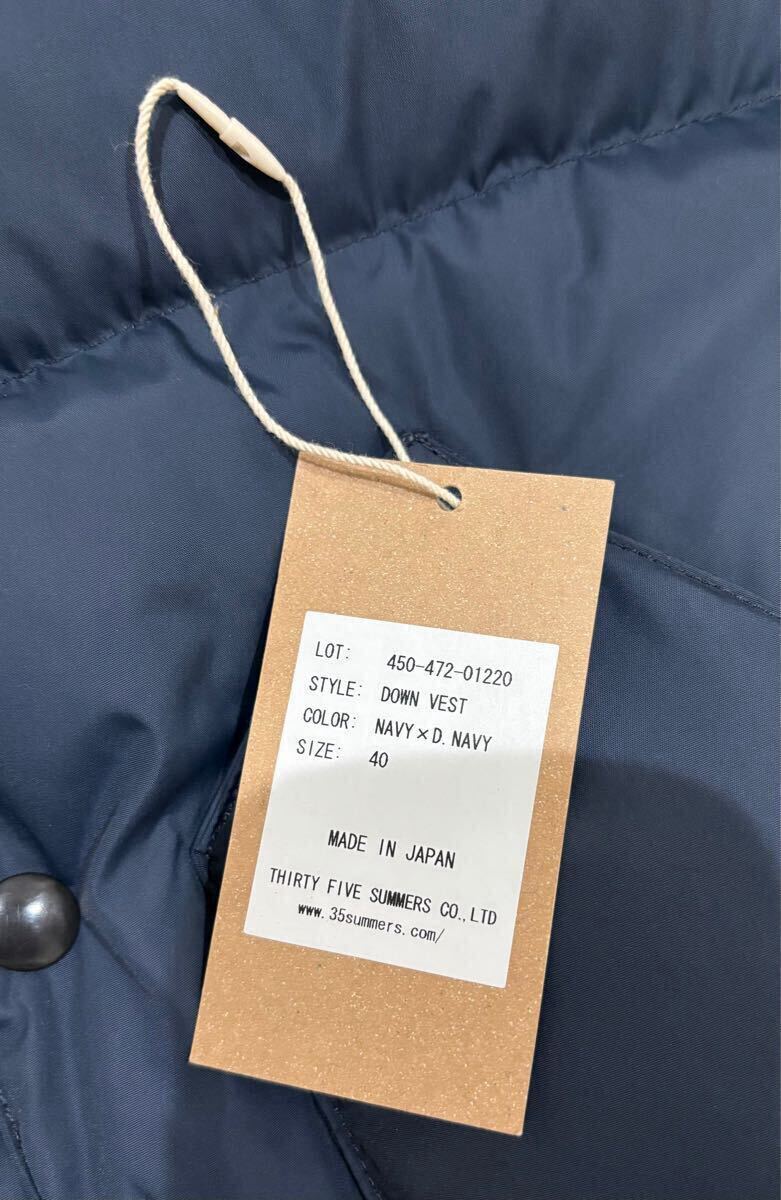 LOT: 450-472-01220
STYLE: DOWN VEST
COLOR: NAVY×D.NAVY
SIZE: 40
MADE IN JAPAN
THIRTY FIVE SUMMERS CO.,LTD
www.35summers.com/